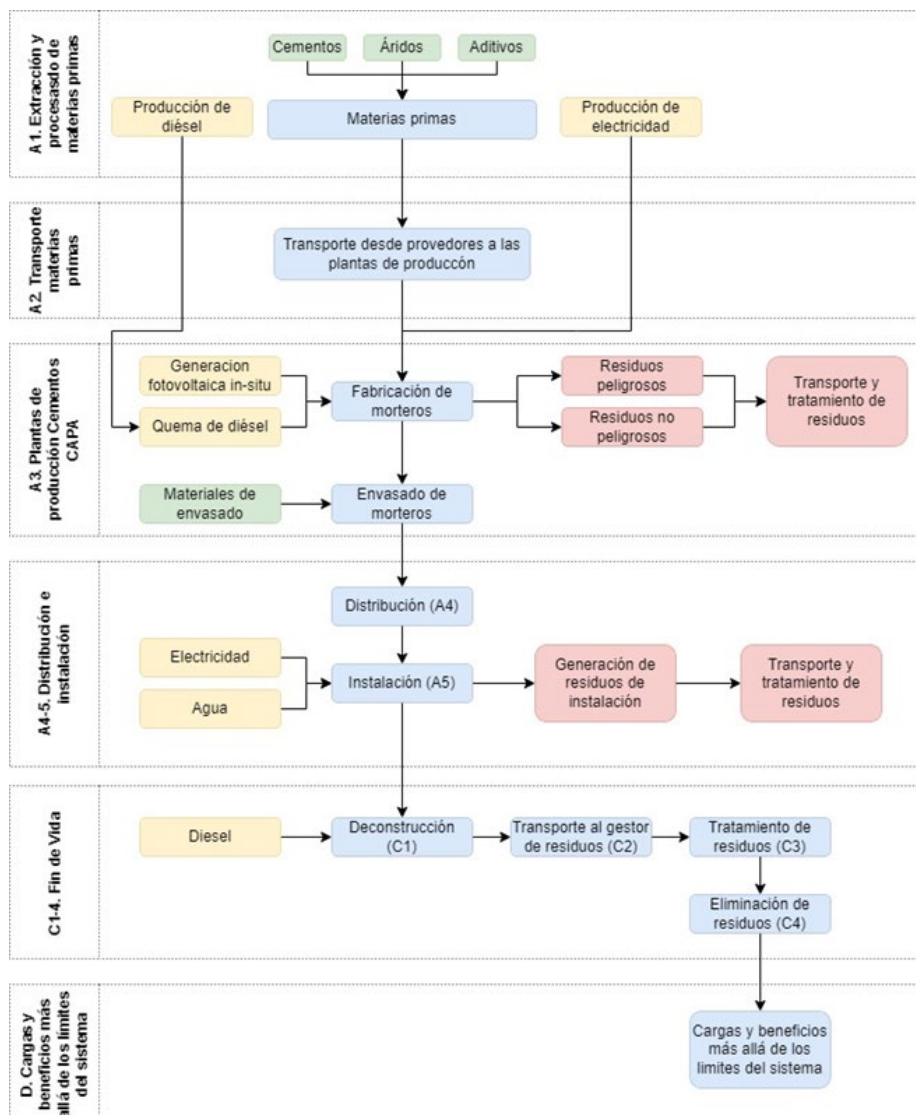 A1. Extracción y
procesasdo de
materias primas
Cementos
Áridos
Aditivos
Producción de
diésel
Materias primas
Producción de
electricidad
A2. Transporte
materias
primas
Transporte desde provedores a las
plantas de produccón
A3. Plantas de
producción Cementos
CAPA
Generacion
fotovoltaica in-situ
Quema de diésel
Fabricación de
morteros
Residuos
peligrosos
Residuos no
peligrosos
Transporte y
tratamiento de
residuos
Materiales de
envasado
Envasado de
morteros
A4-5. Distribución e
instalación
Distribución (A4)
Electricidad
Agua
Instalación (A5)
Generación de
residuos de
instalación
Transporte y
tratamiento de
residuos
C1-4. Fin de Vida
Diesel
Deconstrucción
(C1)
Transporte al gestor
de residuos (C2)
Tratamiento de
residuos (C3)
Eliminación de
residuos (C4)
D. Cargas y
beneficios más
allá de los límites
del sistema
Cargas y beneficios
más allá de los
limites del sistema